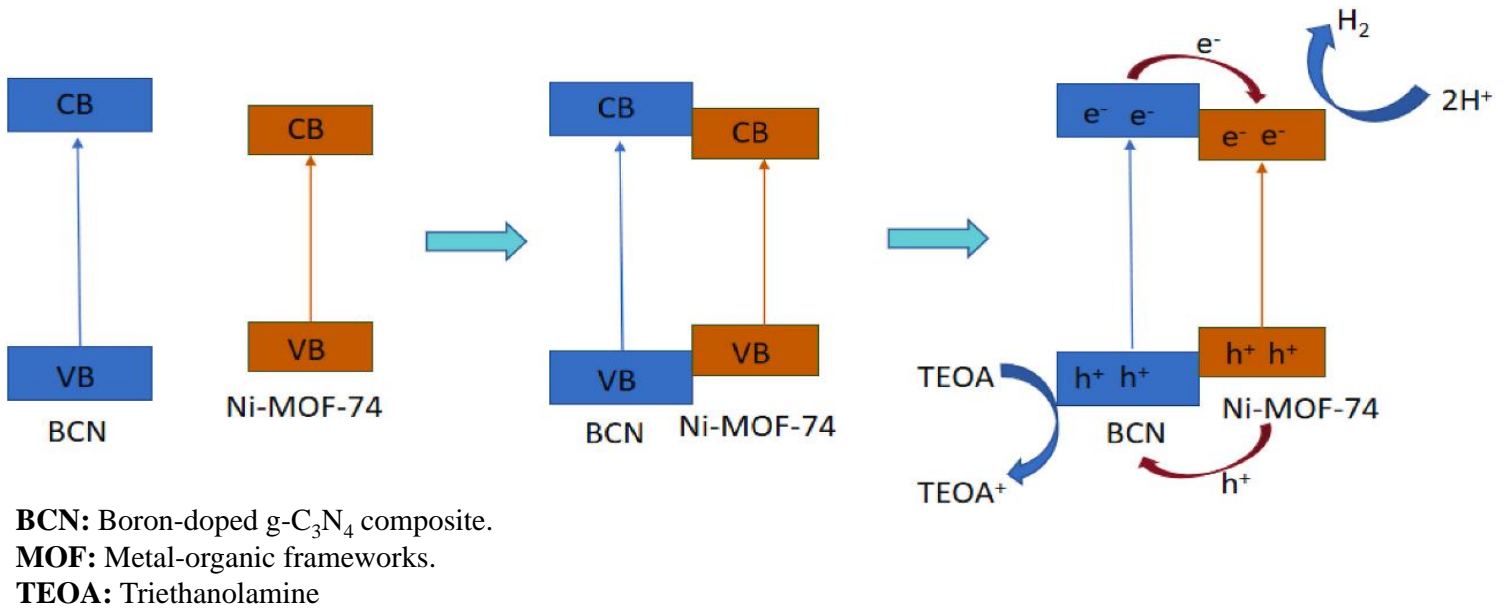 CB
VB
BCN
CB
VB
Ni-MOF-74
CB
CB
VB
VB
BCN
Ni-MOF-74
e⁻
H₂
2H⁺
e⁻ e⁻
e⁻ e⁻
TEOA
h⁺ h⁺
h⁺ h⁺
BCN
Ni-MOF-74
TEOA⁺
h⁺
BCN: Boron-doped g-C₃N₄ composite.
MOF: Metal-organic frameworks.
TEOA: Triethanolamine